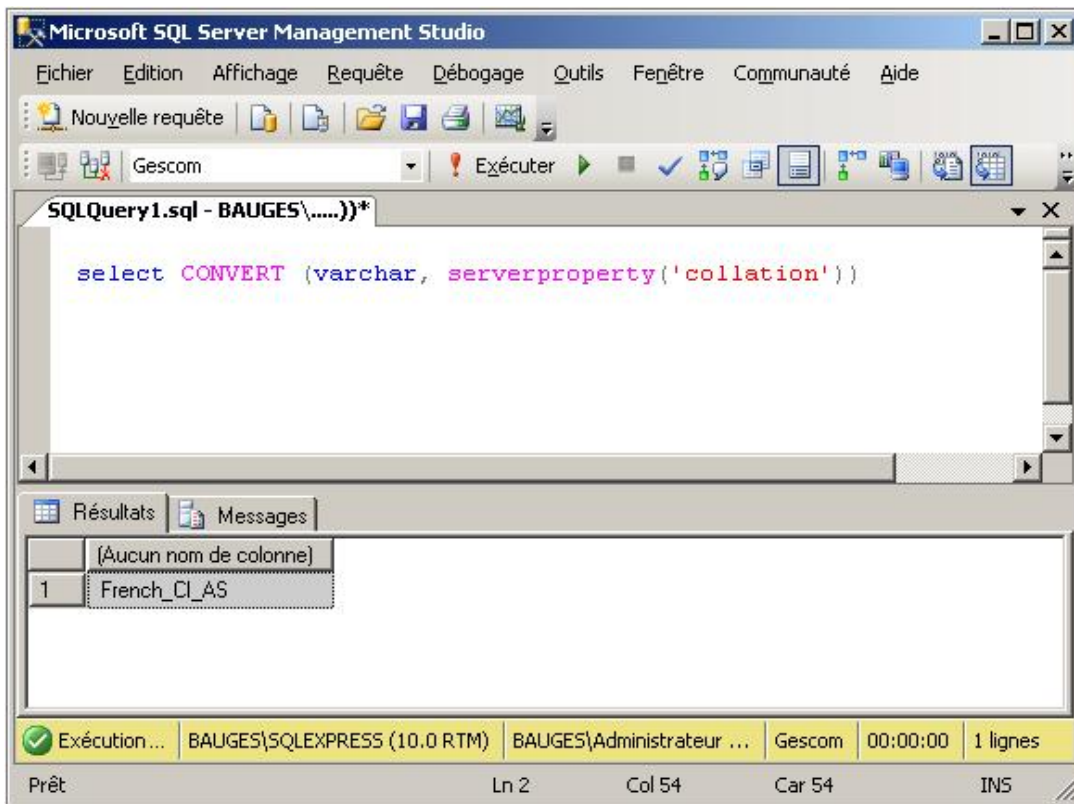 Microsoft SQL Server Management Studio
Fichier Edition Affichage Requête Débogage Outils Fenêtre Communauté Aide
Nouvelle requête
Gescom Exécuter
SQLQuery1.sql - BAUGES\.....))*
select CONVERT (varchar, serverproperty('collation'))
Résultats Messages
(Aucun nom de colonne)
1 French_CI_AS
Exécution ... BAUGES\SQLEXPRESS (10.0 RTM) BAUGES\Administrateur ... Gescom 00:00:00 1 lignes
Prêt Ln 2 Col 54 Car 54 INS